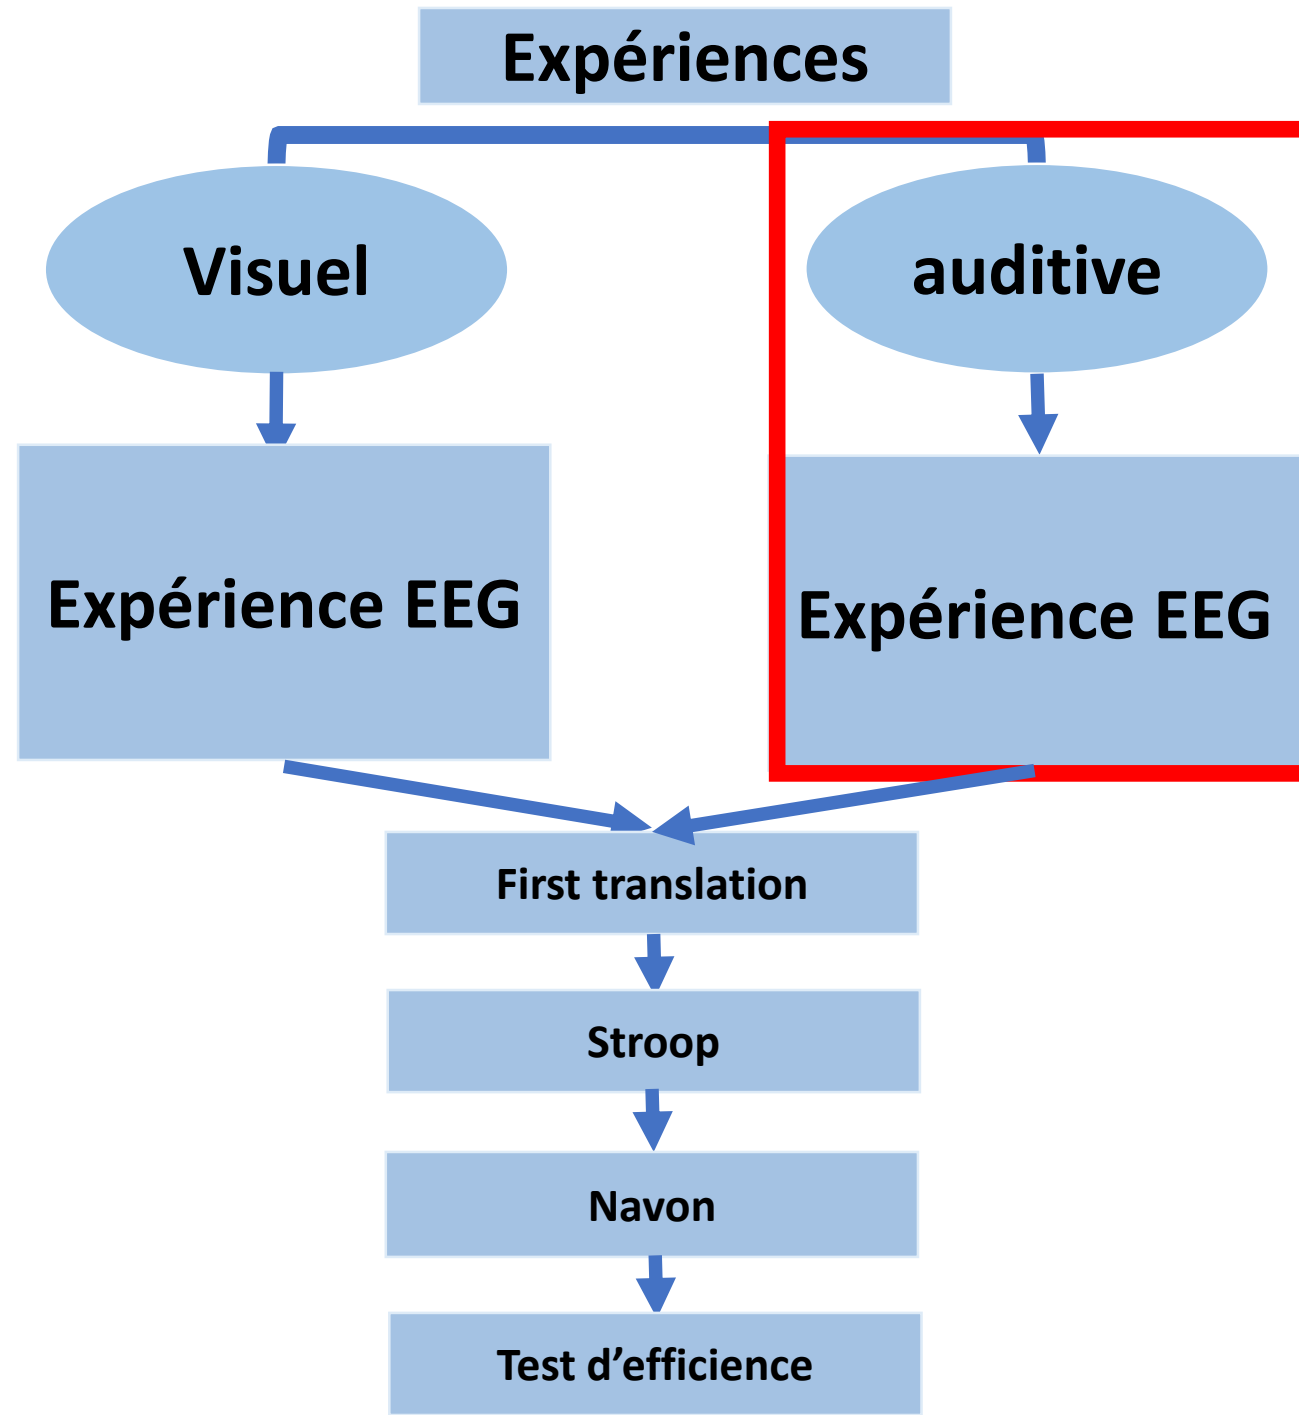 Expériences
Visuel
auditive
Expérience EEG
Expérience EEG
First translation
Stroop
Navon
Test d’efficience